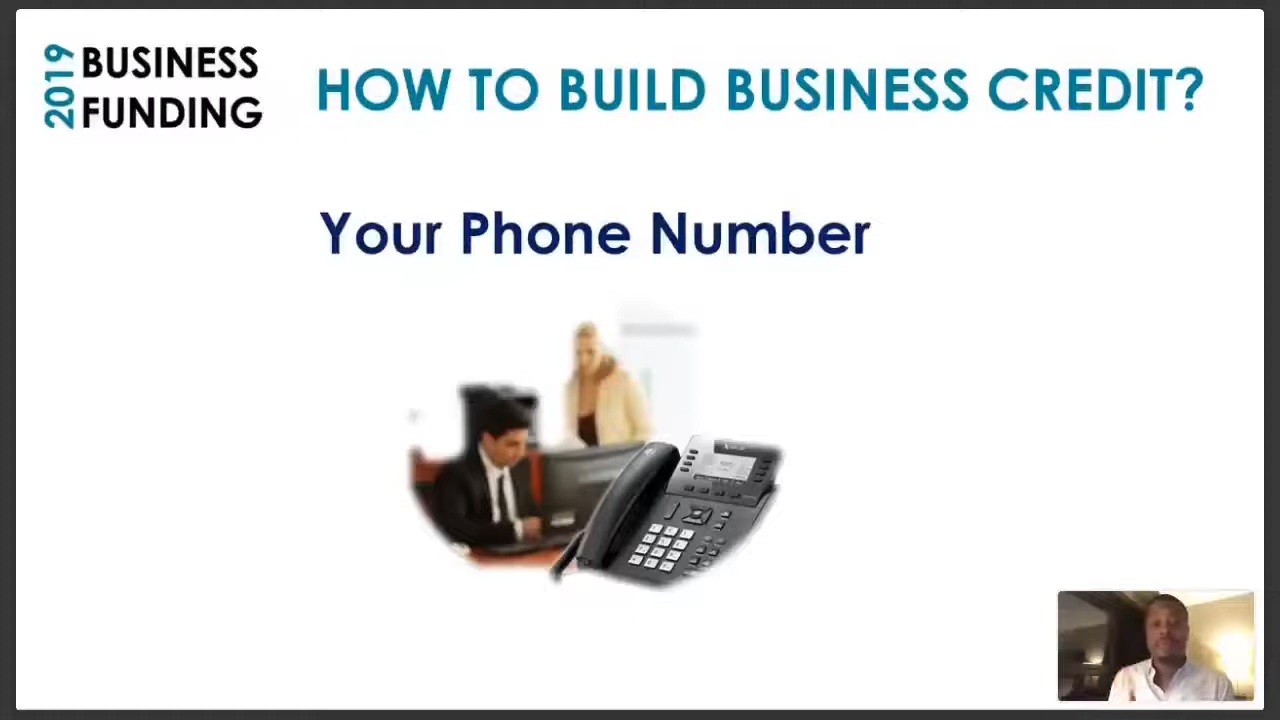 2019
BUSINESS
FUNDING
HOW TO BUILD BUSINESS CREDIT?
Your Phone Number